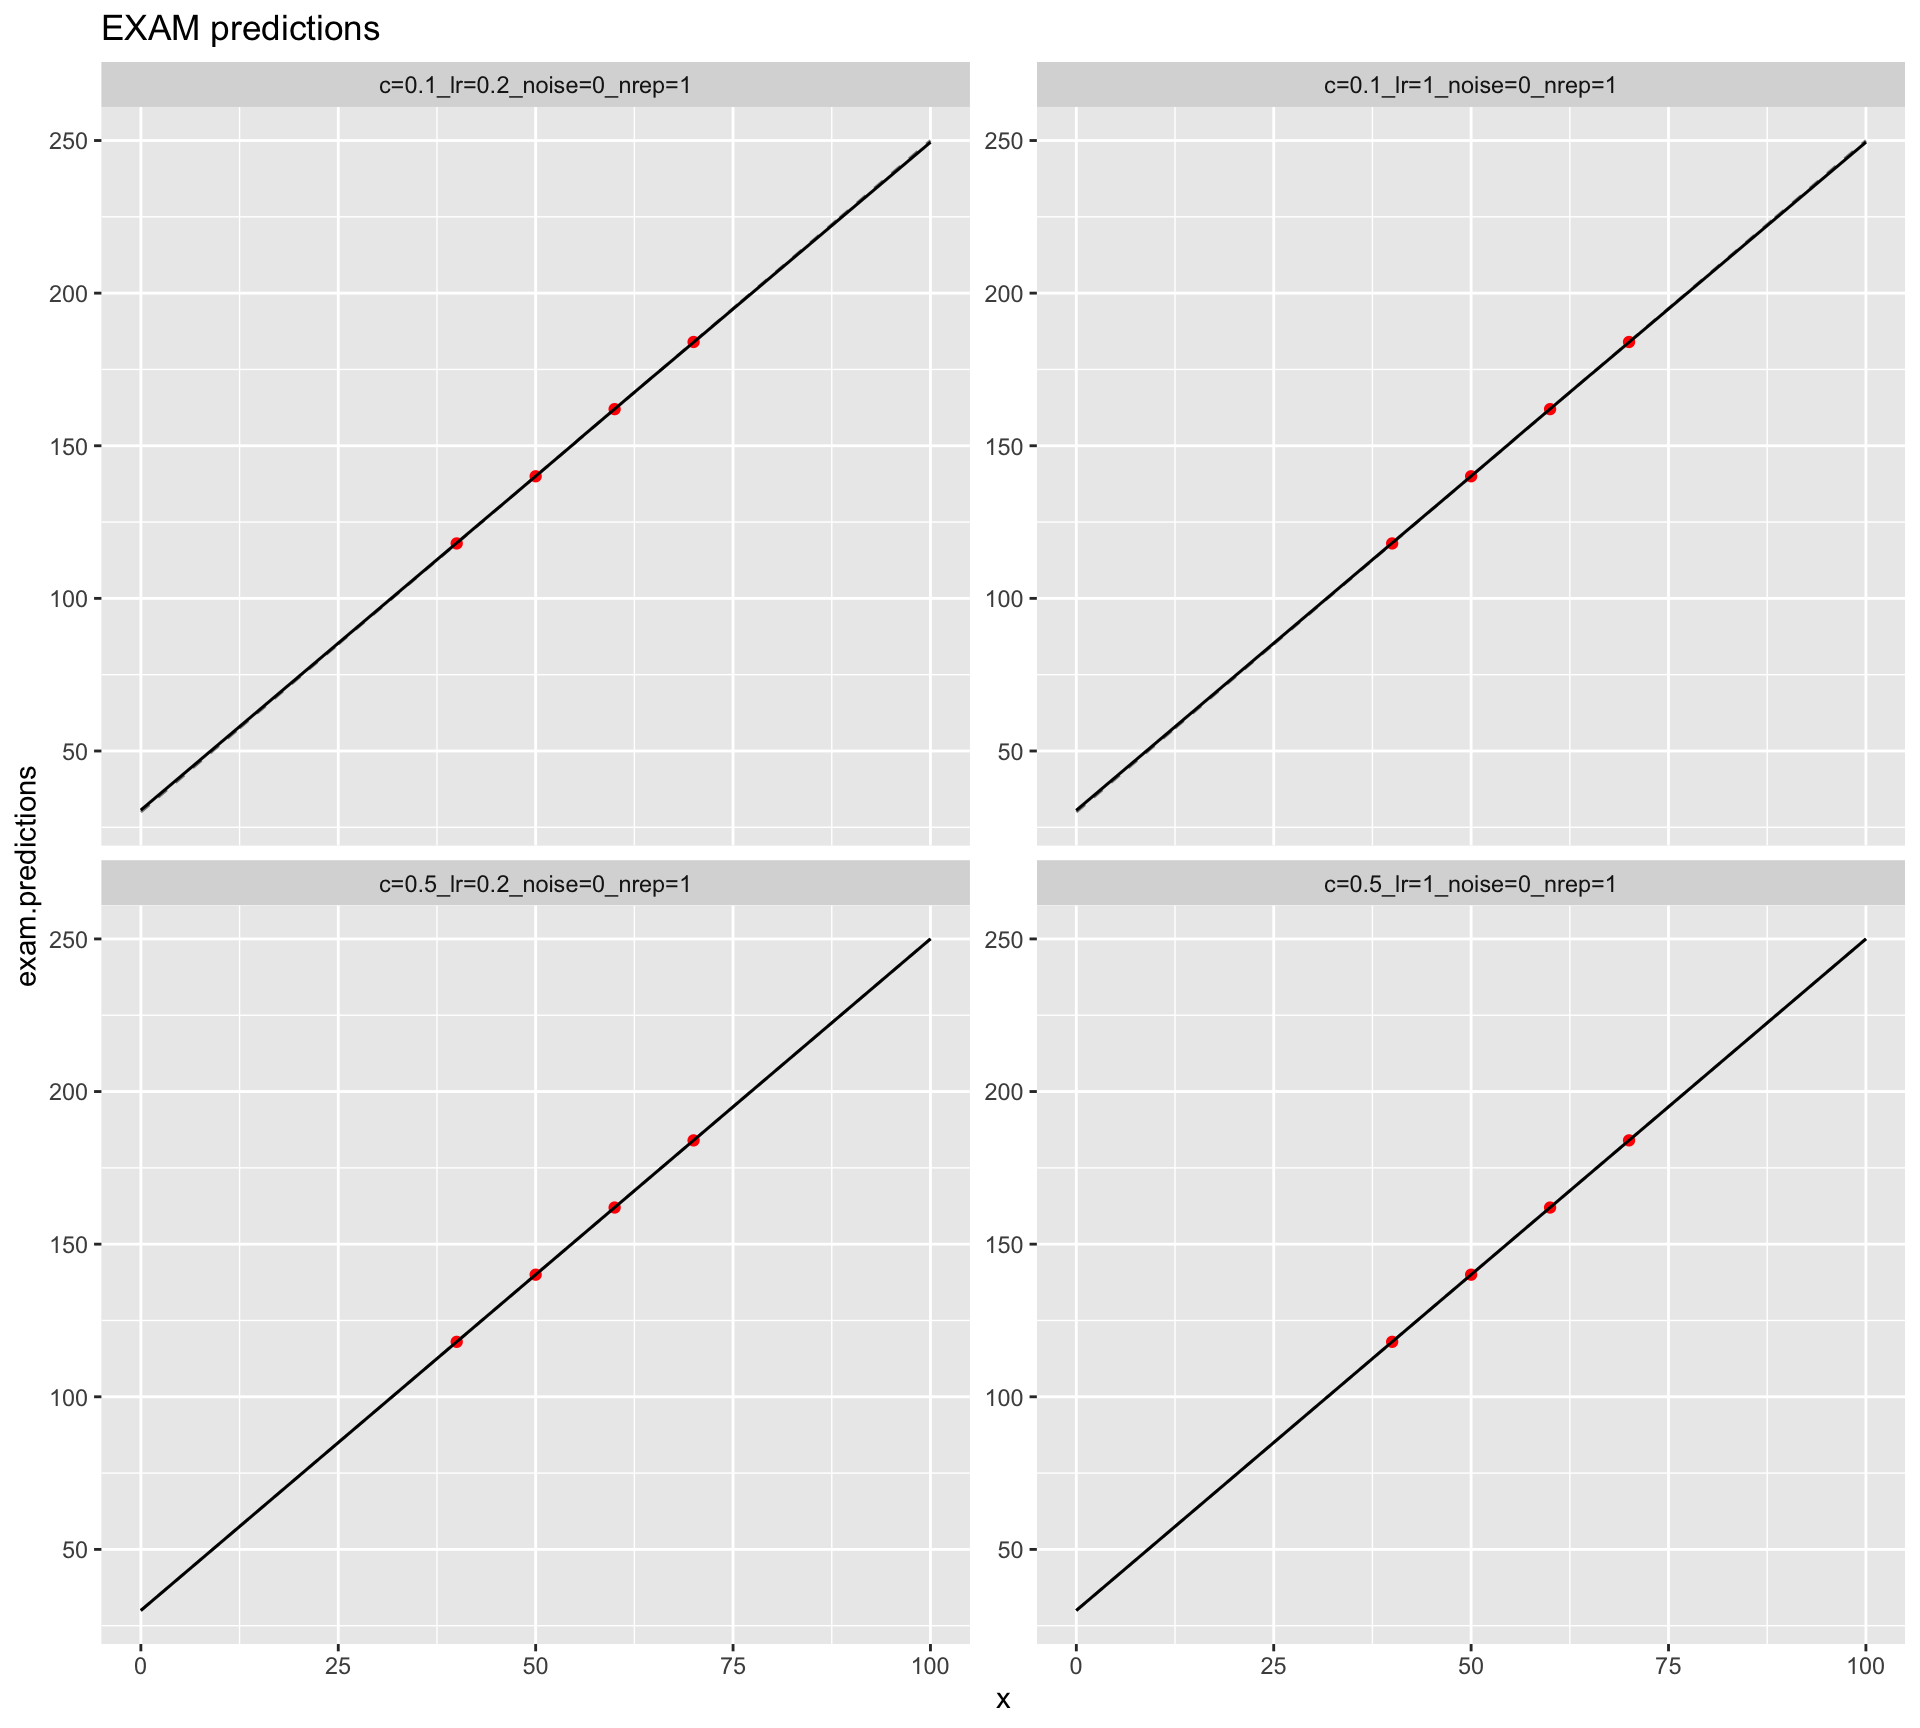 EXAM predictions
c=0.1_lr=0.2_noise=0_nrep=1
c=0.1_lr=1_noise=0_nrep=1
250
200
150
100
50
250
200
150
100
50
c=0.5_lr=0.2_noise=0_nrep=1
c=0.5_lr=1_noise=0_nrep=1
250
200
150
100
50
250
200
150
100
50
0 25 50 75 100
0 25 50 75 100
x
exam.predictions